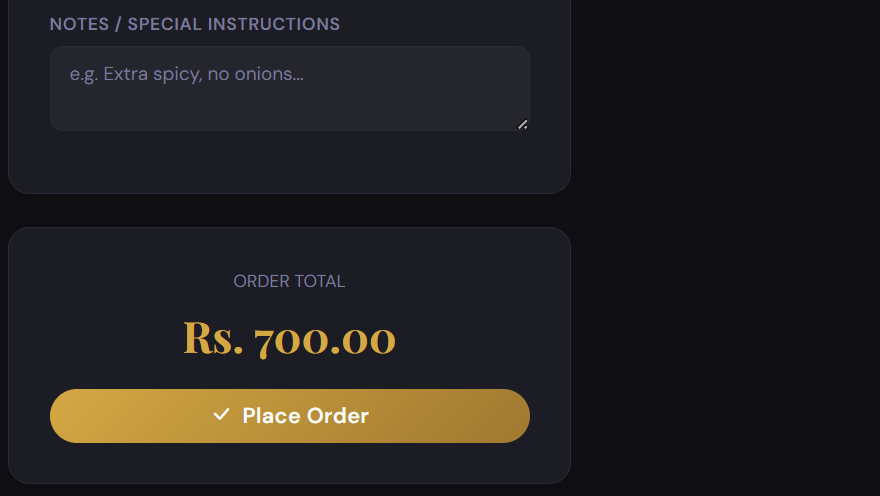 NOTES / SPECIAL INSTRUCTIONS
e.g. Extra spicy, no onions...
ORDER TOTAL
Rs. 700.00
✓ Place Order